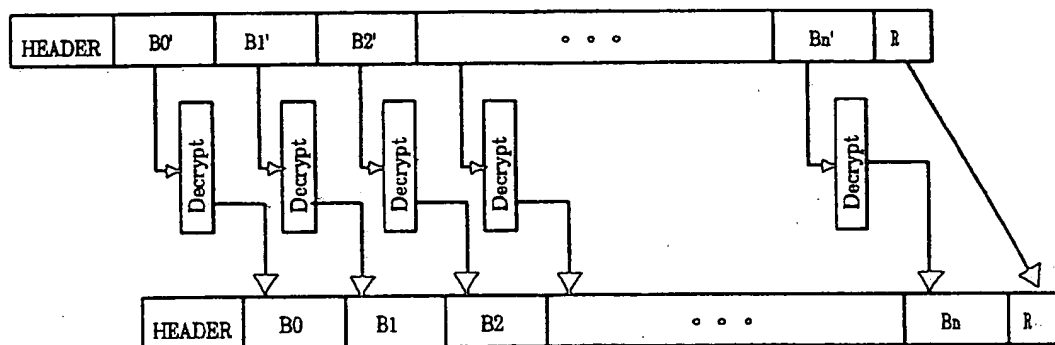 HEADER B0' B1' B2' ∘ ∘ ∘ Bn' R
Decrypt Decrypt Decrypt Decrypt Decrypt
HEADER B0 B1 B2 ∘ ∘ ∘ Bn R